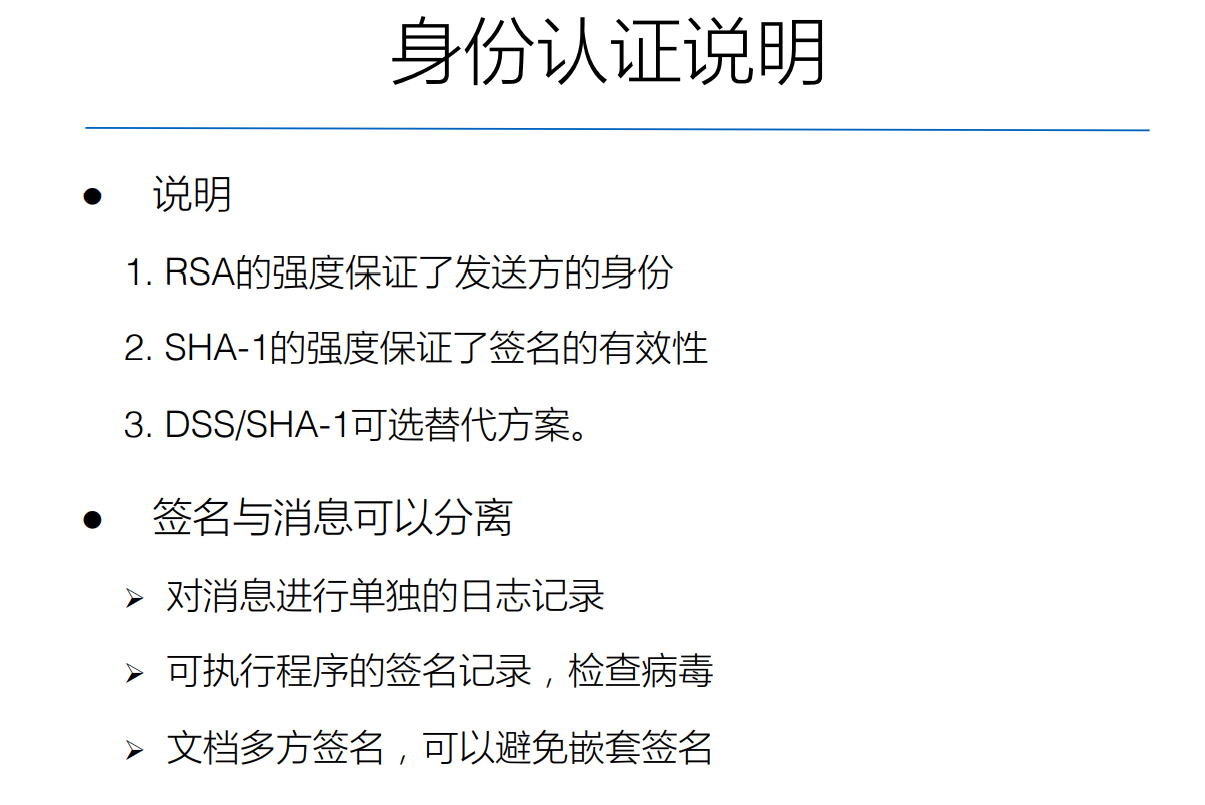 身份认证说明
● 说明
1. RSA的强度保证了发送方的身份
2. SHA-1的强度保证了签名的有效性
3. DSS/SHA-1可选替代方案。
● 签名与消息可以分离
➢ 对消息进行单独的日志记录
➢ 可执行程序的签名记录，检查病毒
➢ 文档多方签名，可以避免嵌套签名